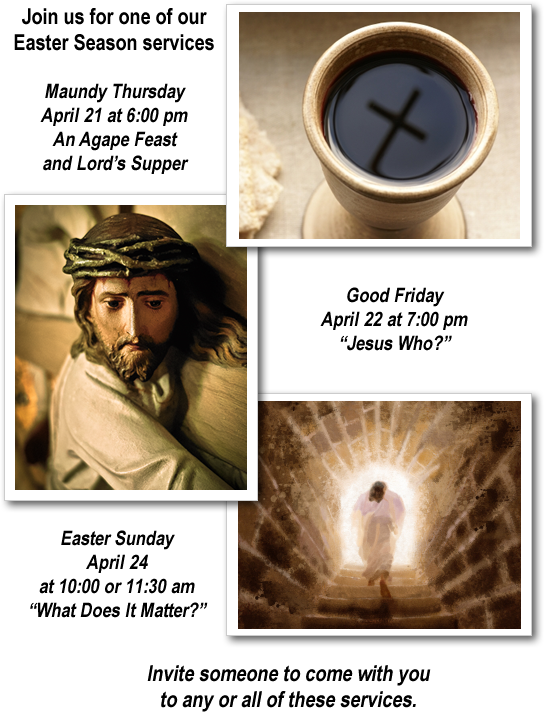 Join us for one of our
Easter Season services
Maundy Thursday
April 21 at 6:00 pm
An Agape Feast
and Lord's Supper
Good Friday
April 22 at 7:00 pm
“Jesus Who?”
Easter Sunday
April 24
at 10:00 or 11:30 am
“What Does It Matter?”
Invite someone to come with you
to any or all of these services.